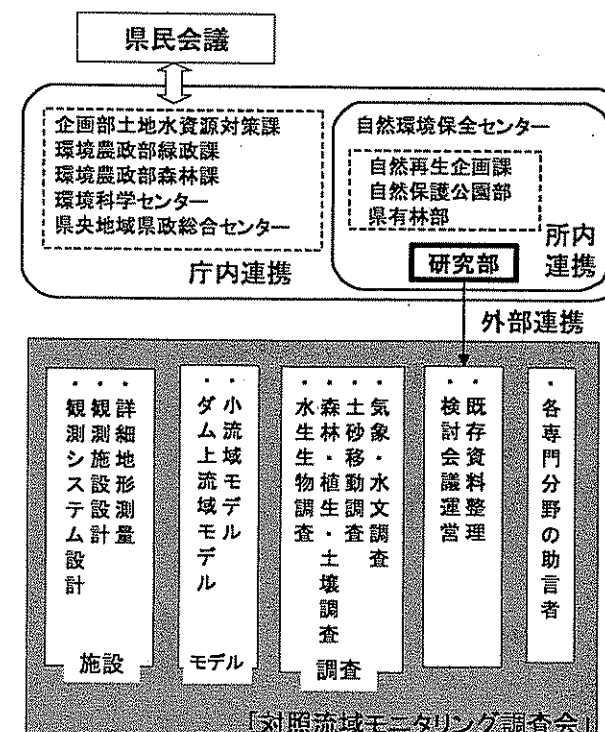 県民会議
企画部土地水資源対策課
環境農政部緑政課
環境農政部森林課
環境科学センター
県央地域県政総合センター
庁内連携
自然環境保全センター
自然再生企画課
自然保護公園部
県有林部
研究部
所内
連携
外部連携
・詳細地形測量
・観測施設設計
・観測システム設計
施設
・小流域モデル
・ダム上流域モデル
モデル
・気象・水文調査
・土砂移動調査
・森林・植生・土壌調査
・水生生物調査
調査
・既存資料整理
・検討会議運営
・各専門分野の助言者
「対照流域モニタリング調査会」